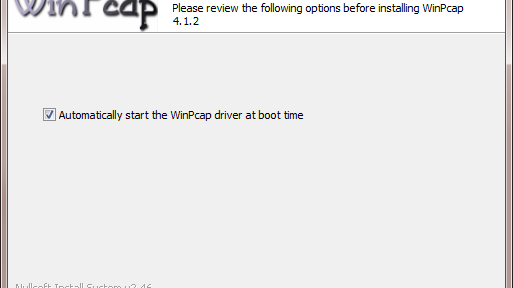 WinPcap
Please review the following options before installing WinPcap
4.1.2
Automatically start the WinPcap driver at boot time
Nullsoft Install System v2.46